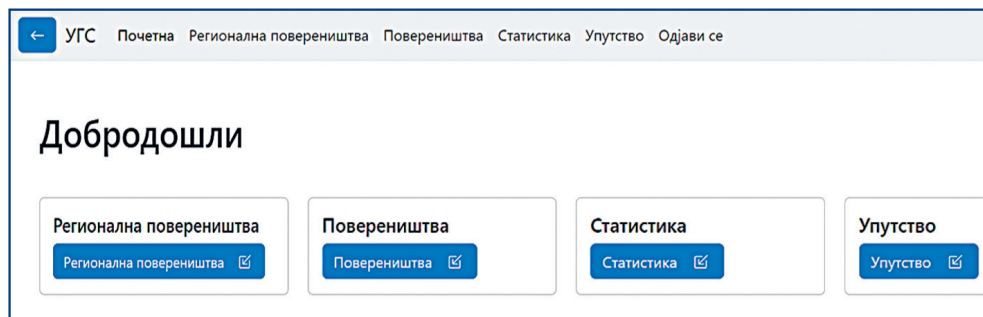 УГС Почетна Регионална повереништва Повереништва Статистика Упутство Одјави се
Добродошли
Регионална повереништва
Регионална повереништва
Повереништва
Повереништва
Статистика
Статистика
Упутство
Упутство